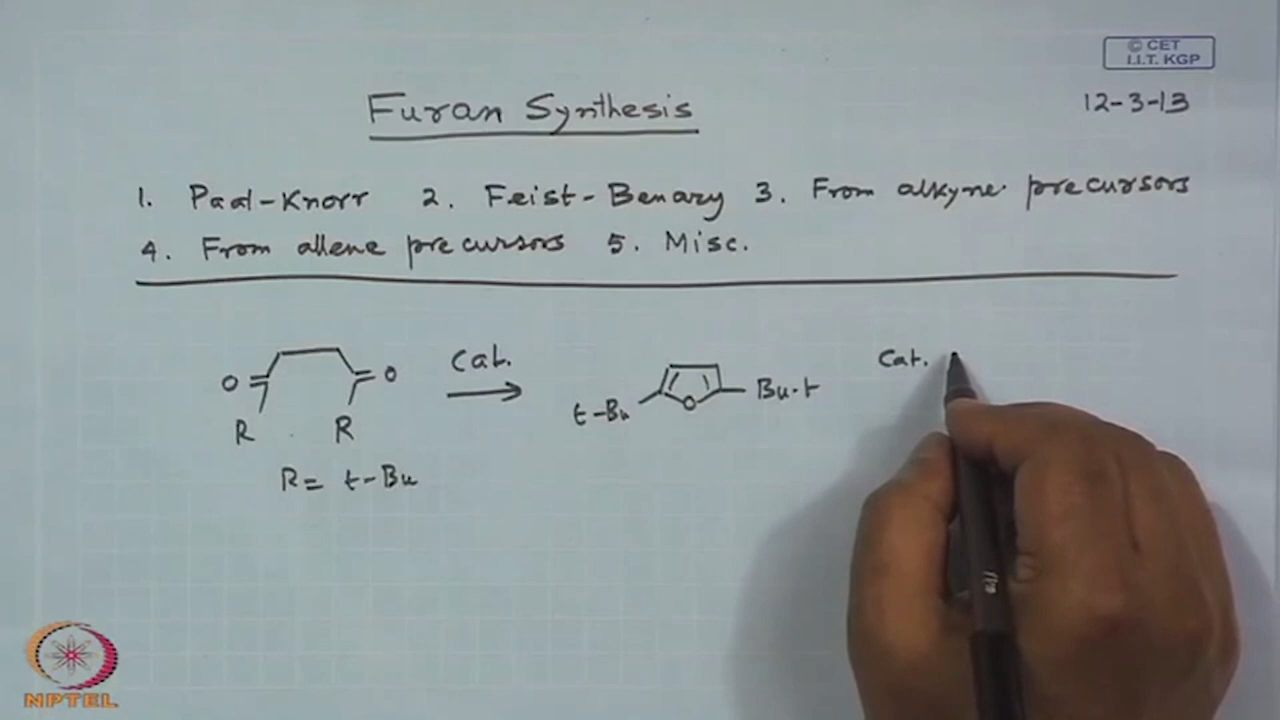 © CET
I.I.T. KGP
Furan Synthesis
12-3-13
1. Paal-Knorr 2. Feist-Benary 3. From alkyne precursors
4. From allene precursors 5. Misc.
O O Cat. O Bu-t Cat.
R R t-Bu
R = t-Bu
NPTEL